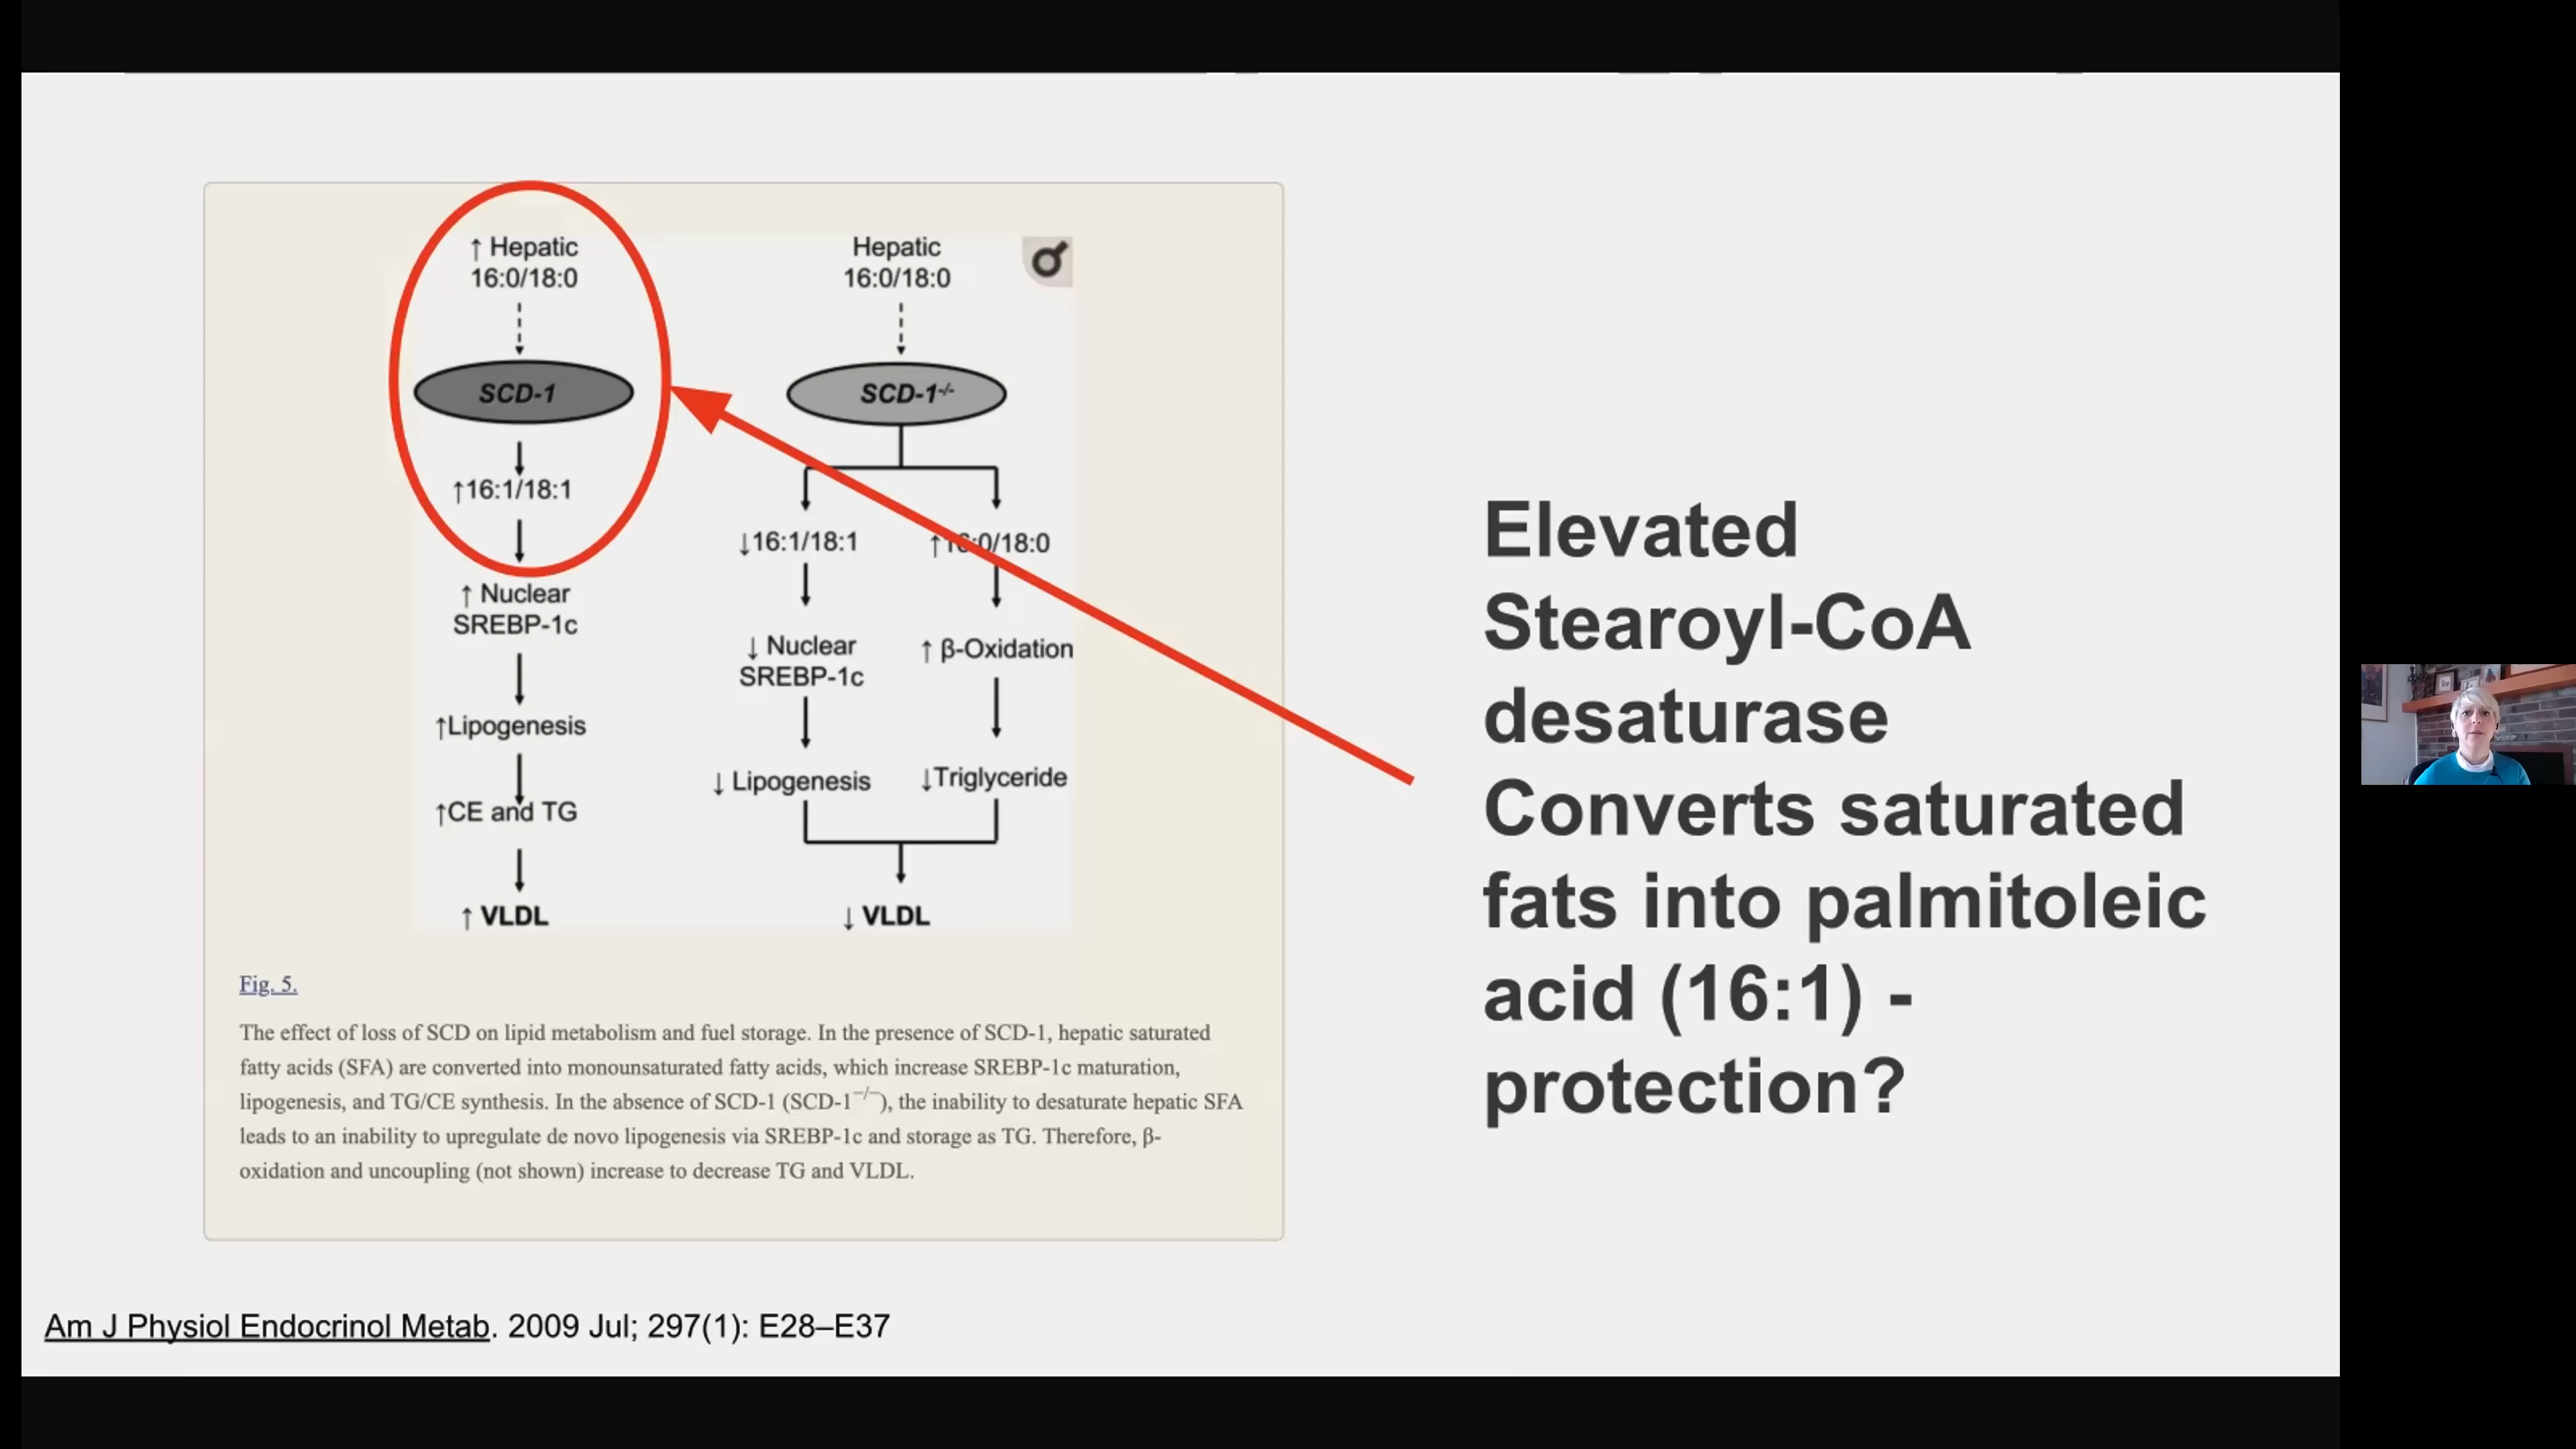 ↑ Hepatic
16:0/18:0
SCD-1
↑16:1/18:1
↑ Nuclear
SREBP-1c
↑Lipogenesis
↑CE and TG
↑ VLDL
Hepatic
16:0/18:0
SCD-1-/-
↓16:1/18:1
↑16:0/18:0
↓ Nuclear
SREBP-1c
↑ β-Oxidation
↓ Lipogenesis
↓Triglyceride
↓ VLDL
Fig. 5.
The effect of loss of SCD on lipid metabolism and fuel storage. In the presence of SCD-1, hepatic saturated
fatty acids (SFA) are converted into monounsaturated fatty acids, which increase SREBP-1c maturation,
lipogenesis, and TG/CE synthesis. In the absence of SCD-1 (SCD-1−/−), the inability to desaturate hepatic SFA
leads to an inability to upregulate de novo lipogenesis via SREBP-1c and storage as TG. Therefore, β-
oxidation and uncoupling (not shown) increase to decrease TG and VLDL.
Elevated
Stearoyl-CoA
desaturase
Converts saturated
fats into palmitoleic
acid (16:1) -
protection?
Am J Physiol Endocrinol Metab. 2009 Jul; 297(1): E28–E37